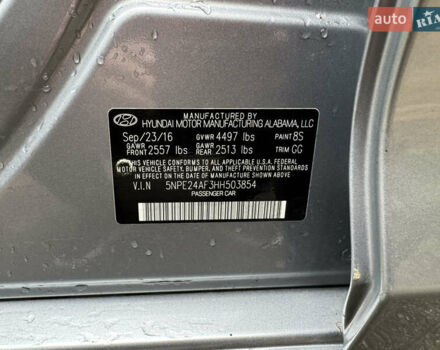 auto RIA
MANUFACTURED BY
HYUNDAI MOTOR MANUFACTURING ALABAMA, LLC
Sep/23/16 GVWR 4497 lbs PAINT 8S
GAWR FRONT 2557 lbs GAWR REAR 2513 lbs TRIM GG
THIS VEHICLE CONFORMS TO ALL APPLICABLE U.S.A. FEDERAL
MOTOR VEHICLE SAFETY, BUMPER, AND THEFT PREVENTION
STANDARDS IN EFFECT ON THE DATE OF MANUFACTURE SHOWN ABOVE.
V.I.N 5NPE24AF3HH503854
PASSENGER CAR